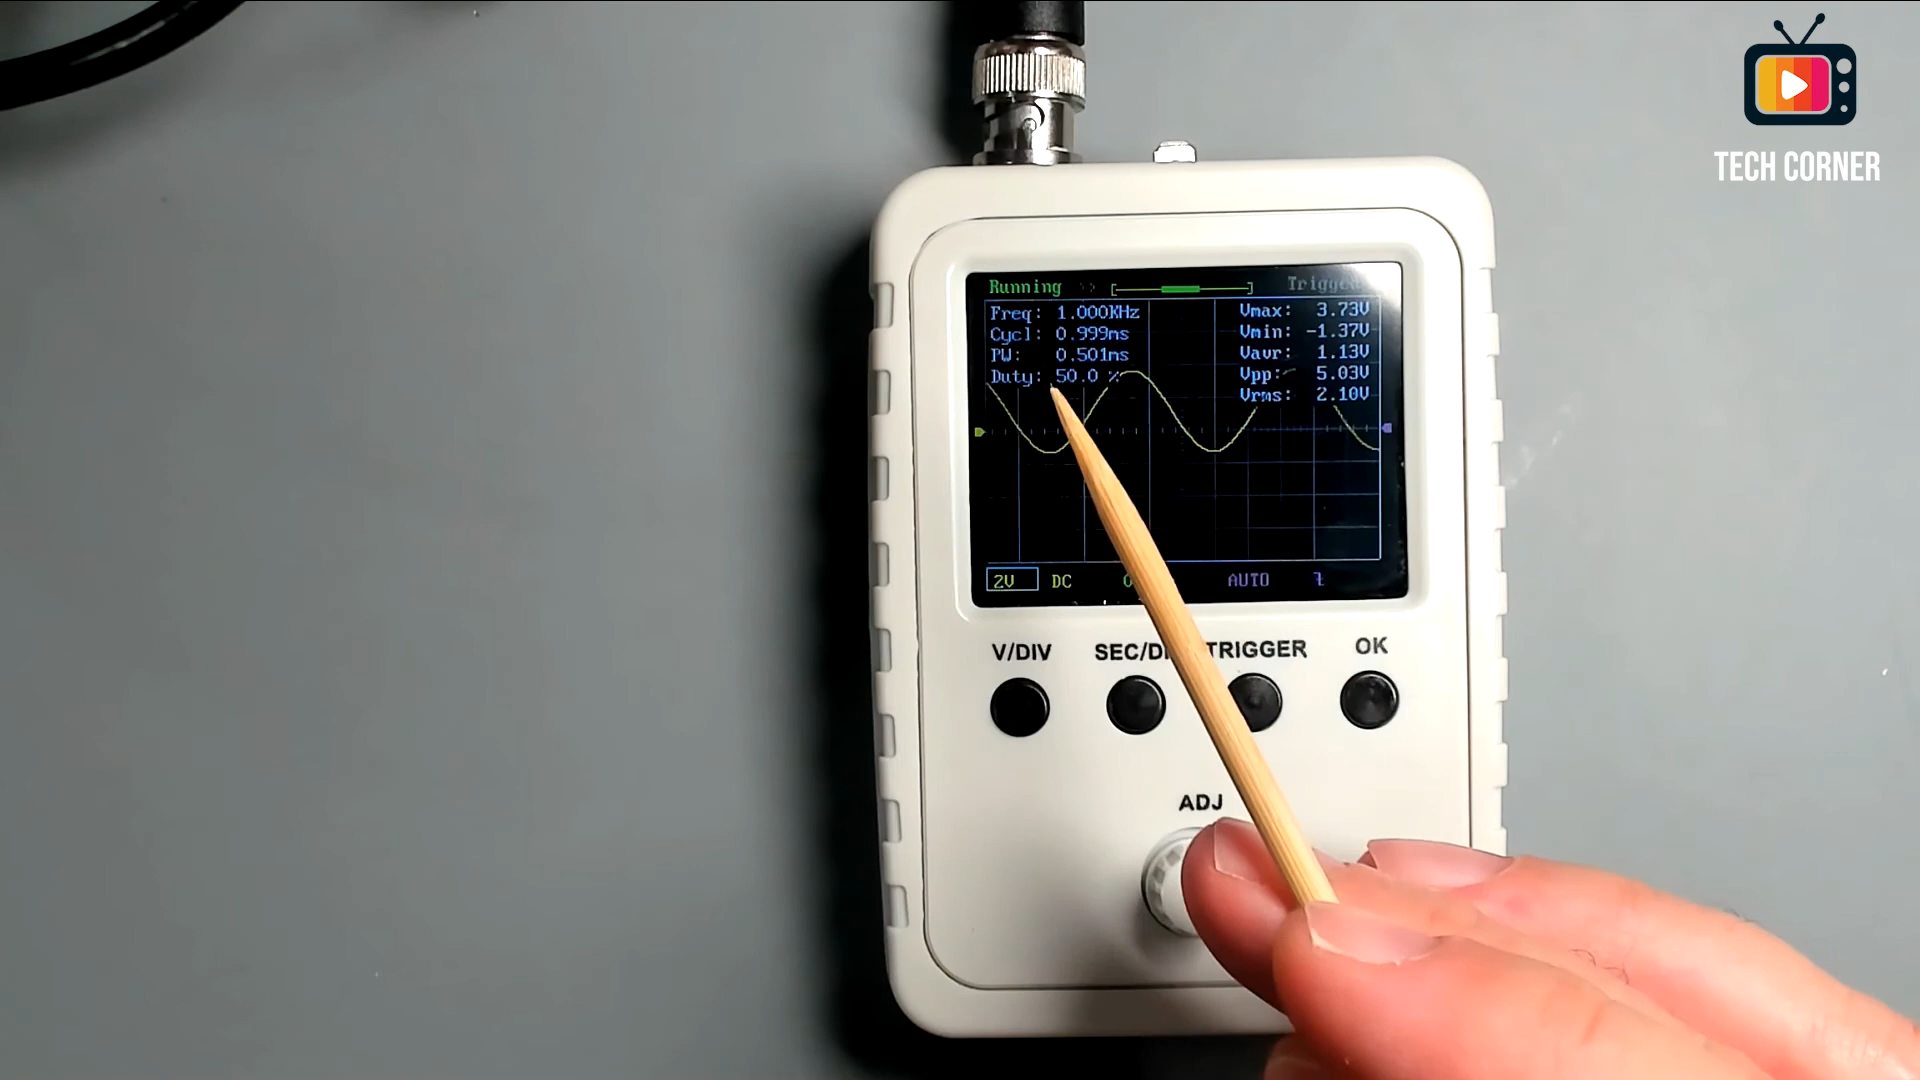 TECH CORNER
Running
Freq: 1.000KHz
Cycl: 0.999ms
PW: 0.501ms
Duty: 50.0 %
Vmax: 3.73V
Vmin: -1.37V
Vavr: 1.13V
Vpp: 5.03V
Vrms: 2.10V
2V DC AUTO
V/DIV TRIGGER OK
ADJ